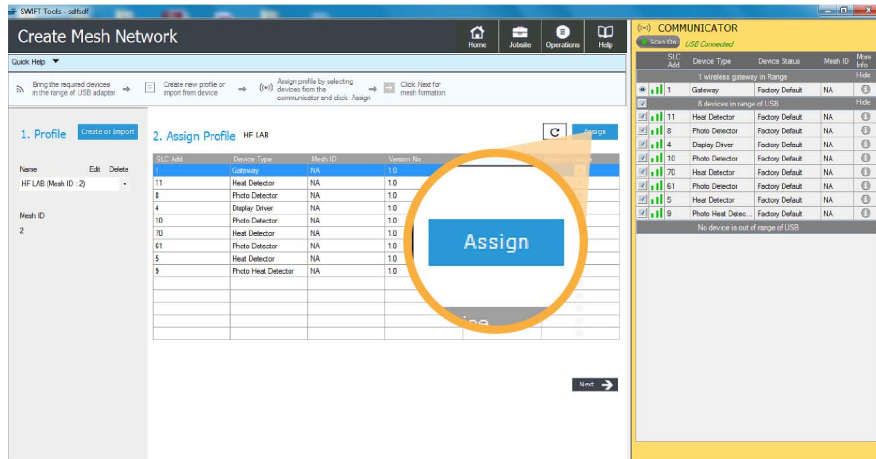 SWIFT Tools - sdfsdf
Create Mesh Network
Home
Jobsite
Operations
Help
Quick Help
Bring the required devices
in the range of USB adapter
Create new profile or
import from device
Assign profile by selecting
devices from the
communicator and click Assign
Click Next for
mesh formation
1. Profile
Create or Import
Name Edit Delete
HF LAB (Mesh ID : 2)
Mesh ID
2
2. Assign Profile HF LAB
Assign
SLC Add. Device Type Mesh ID Version No.
1 Gateway NA 1.0
11 Heat Detector NA 1.0
8 Photo Detector NA 1.0
4 Display Driver NA 1.0
10 Photo Detector NA 1.0
70 Heat Detector NA 1.0
61 Photo Detector NA 1.0
5 Heat Detector NA 1.0
9 Photo Heat Detector NA 1.0
Assign
Next
COMMUNICATOR
Scan On
USB Connected
SLC Add Device Type Device Status Mesh ID More Info
1 wireless gateway in Range Hide
1 Gateway Factory Default NA
8 devices in range of USB Hide
11 Heat Detector Factory Default NA
8 Photo Detector Factory Default NA
4 Display Driver Factory Default NA
10 Photo Detector Factory Default NA
70 Heat Detector Factory Default NA
61 Photo Detector Factory Default NA
5 Heat Detector Factory Default NA
9 Photo Heat Detec... Factory Default NA
No device is out of range of USB